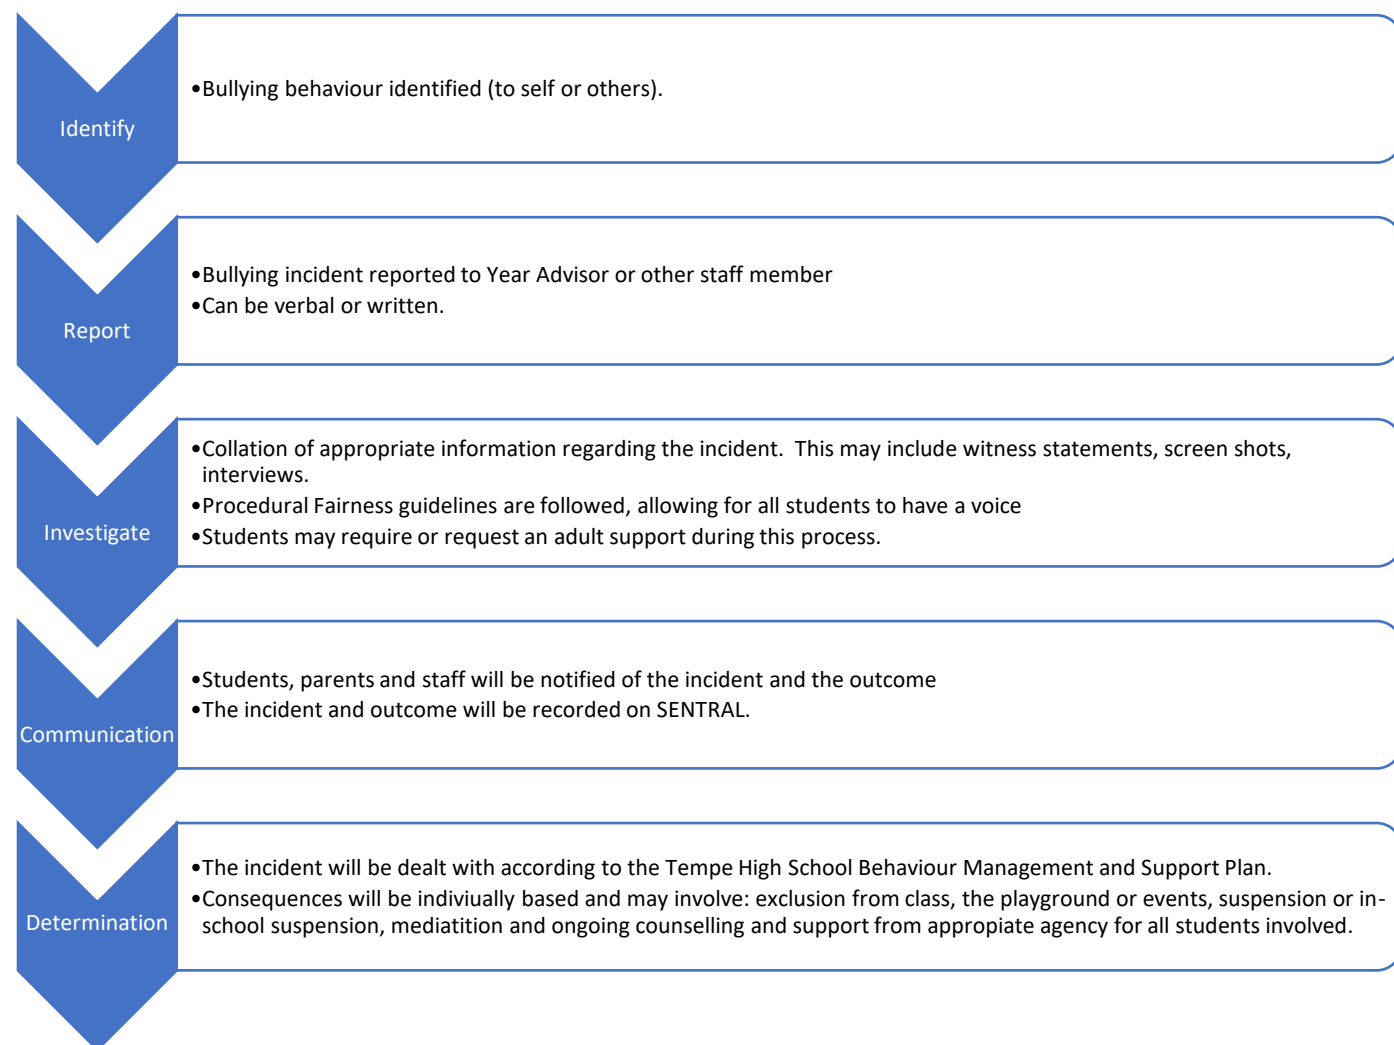 Identify
•Bullying behaviour identified (to self or others).
Report
•Bullying incident reported to Year Advisor or other staff member
•Can be verbal or written.
Investigate
•Collation of appropriate information regarding the incident.  This may include witness statements, screen shots,
interviews.
•Procedural Fairness guidelines are followed, allowing for all students to have a voice
•Students may require or request an adult support during this process.
Communication
•Students, parents and staff will be notified of the incident and the outcome
•The incident and outcome will be recorded on SENTRAL.
Determination
•The incident will be dealt with according to the Tempe High School Behaviour Management and Support Plan.
•Consequences will be indiviually based and may involve: exclusion from class, the playground or events, suspension or in-
school suspension, mediatition and ongoing counselling and support from appropiate agency for all students involved.